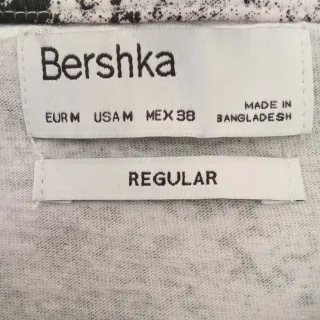 Bershka
EUR M USA M MEX 38 MADE IN
BANGLADESH
REGULAR